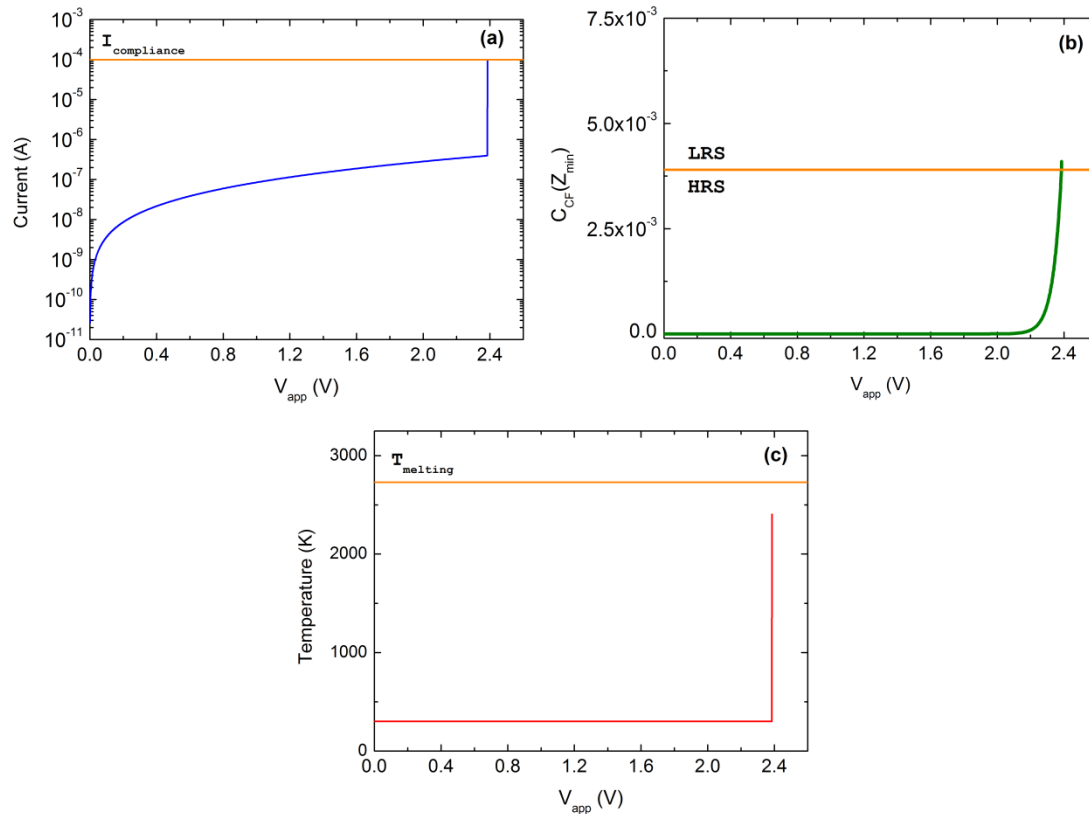 (a)
I compliance
10⁻³
10⁻⁴
10⁻⁵
10⁻⁶
10⁻⁷
10⁻⁸
10⁻⁹
10⁻¹⁰
10⁻¹¹
Current (A)
0.0 0.4 0.8 1.2 1.6 2.0 2.4
V_app (V)
(b)
7.5x10⁻³
5.0x10⁻³
2.5x10⁻³
0.0
C_CF(Z_min)
LRS
HRS
0.0 0.4 0.8 1.2 1.6 2.0 2.4
V_app (V)
(c)
T melting
3000
2000
1000
0
Temperature (K)
0.0 0.4 0.8 1.2 1.6 2.0 2.4
V_app (V)